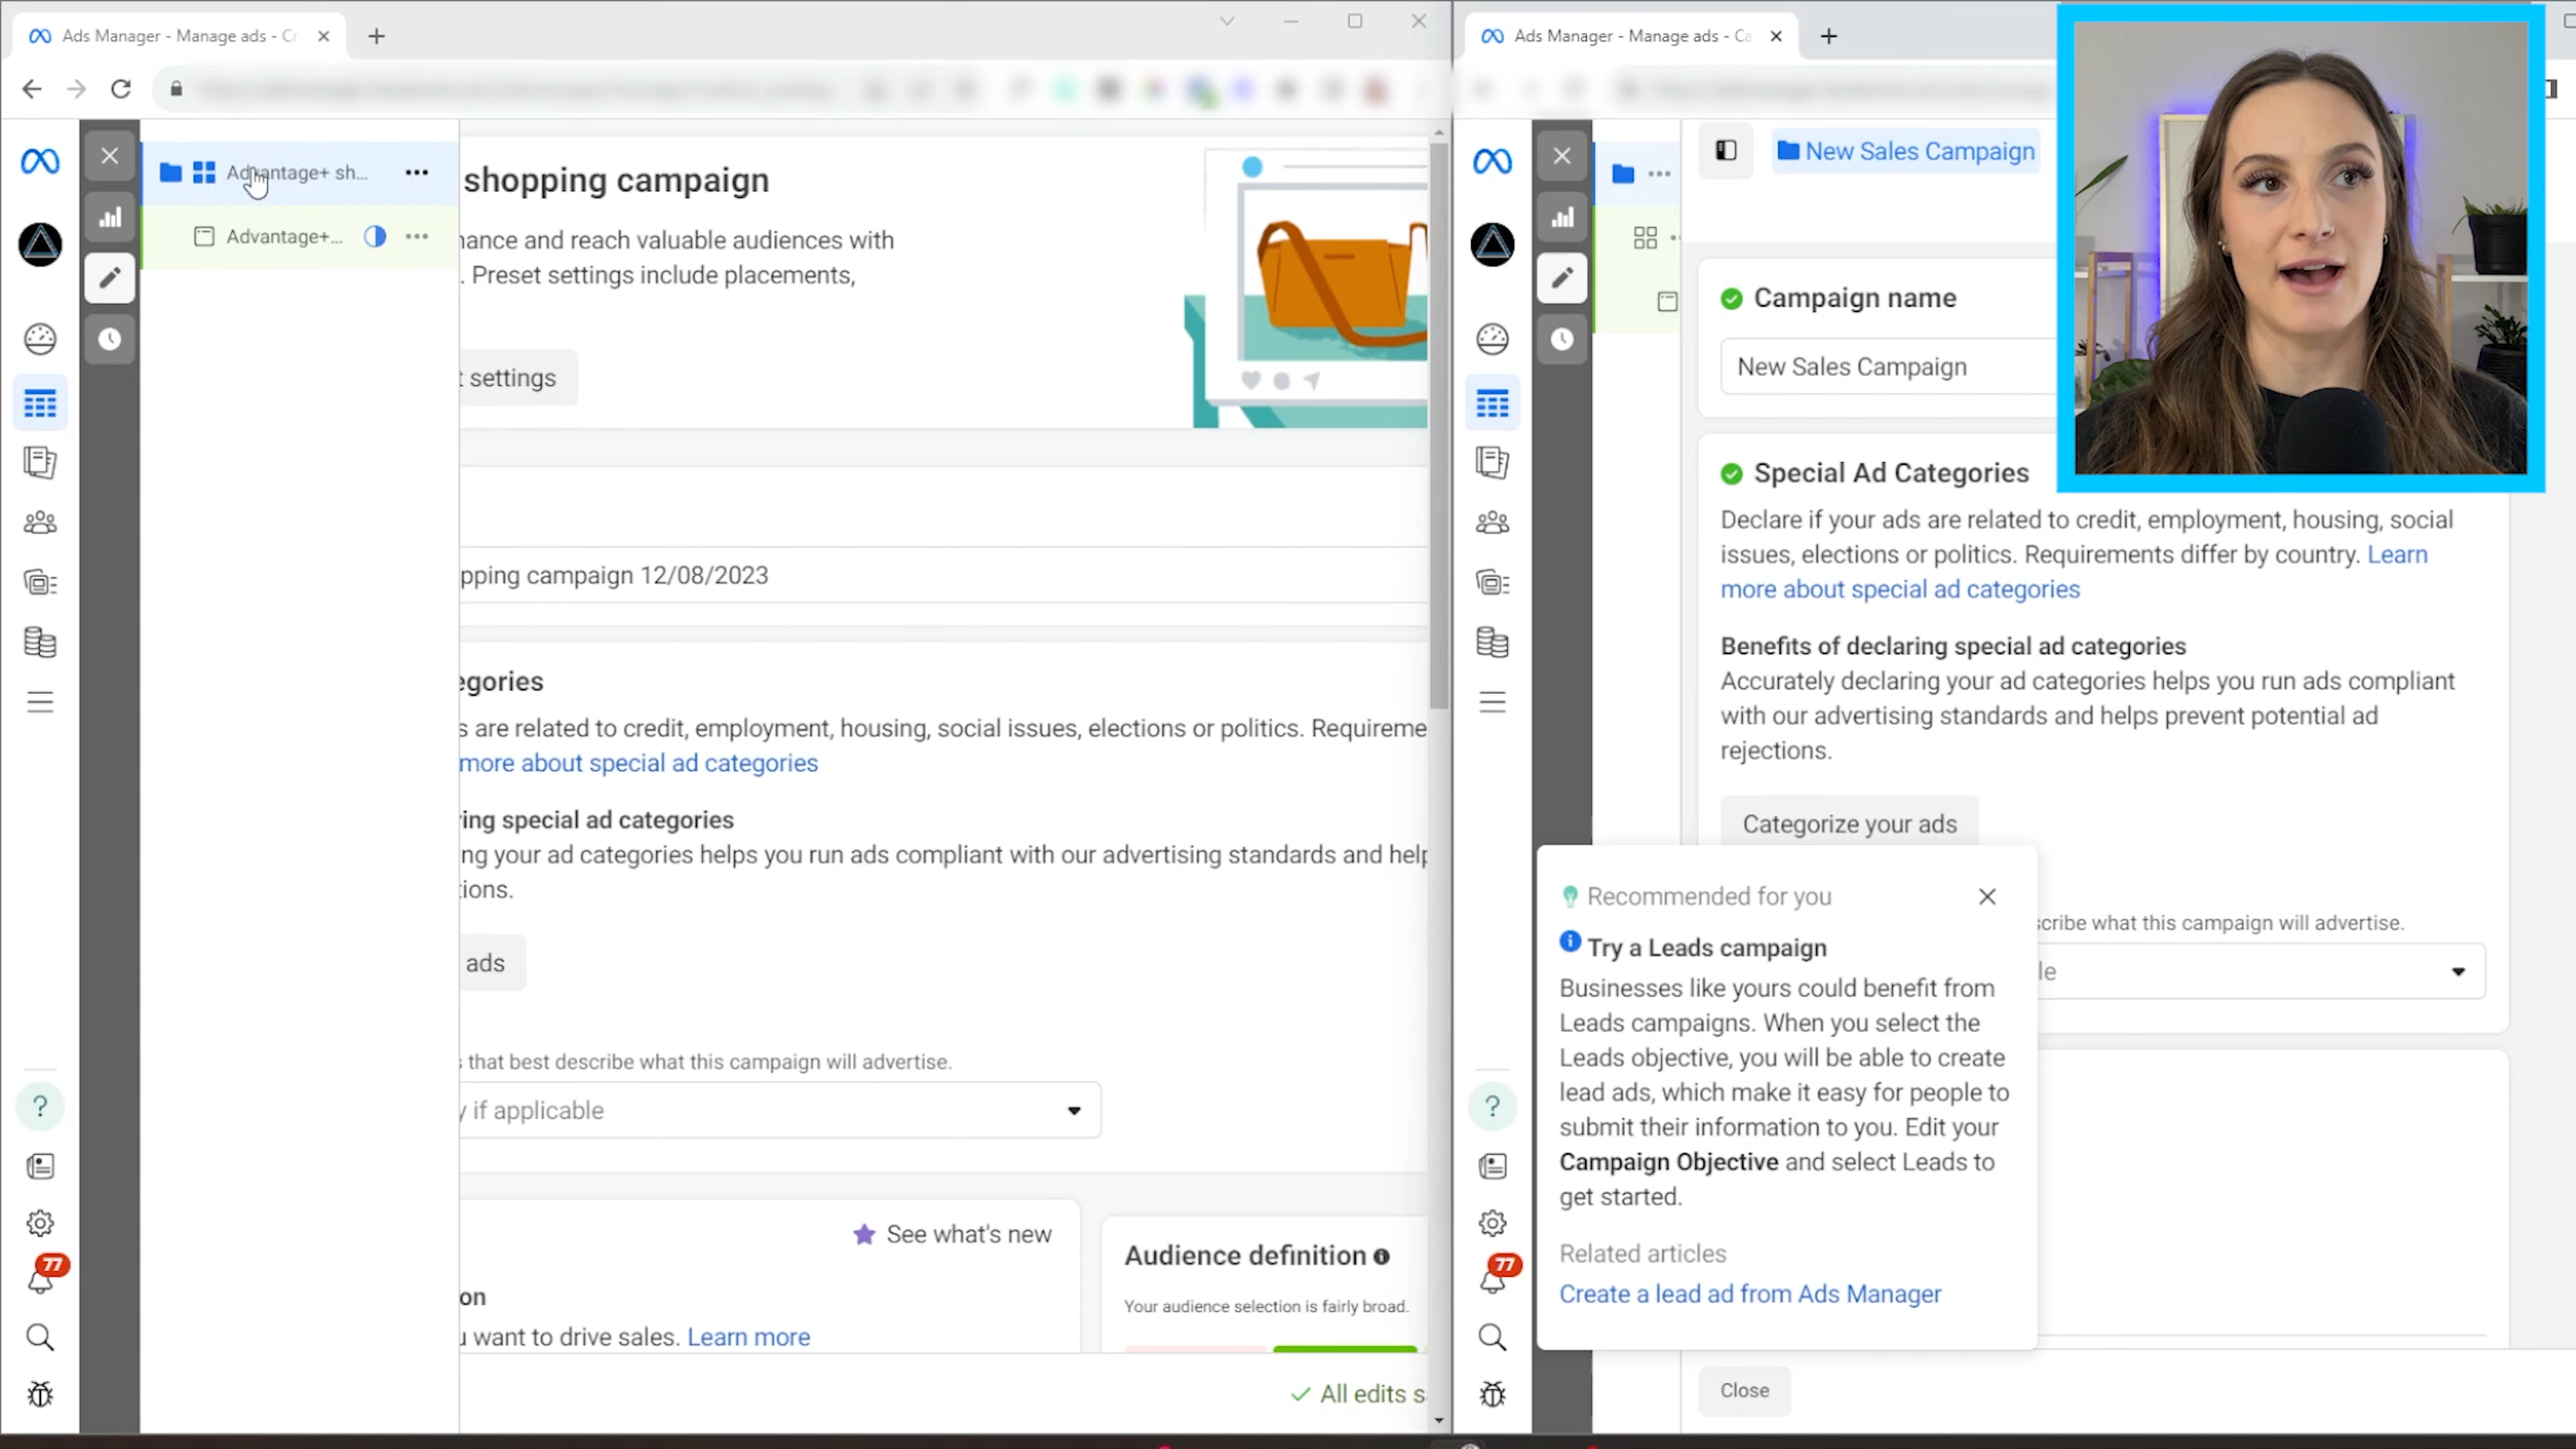 Ads Manager - Manage ads - Cr
Advantage+ sh...
Advantage+...
shopping campaign
nance and reach valuable audiences with
. Preset settings include placements,
t settings
pping campaign 12/08/2023
egories
s are related to credit, employment, housing, social issues, elections or politics. Requireme
more about special ad categories
ring special ad categories
ng your ad categories helps you run ads compliant with our advertising standards and help
tions.
ads
s that best describe what this campaign will advertise.
y if applicable
See what's new
on
u want to drive sales. Learn more
Audience definition
Your audience selection is fairly broad.
All edits s
?
77
Ads Manager - Manage ads - Ca
New Sales Campaign
Campaign name
New Sales Campaign
Special Ad Categories
Declare if your ads are related to credit, employment, housing, social
issues, elections or politics. Requirements differ by country. Learn
more about special ad categories
Benefits of declaring special ad categories
Accurately declaring your ad categories helps you run ads compliant
with our advertising standards and helps prevent potential ad
rejections.
Categorize your ads
scribe what this campaign will advertise.
le
Recommended for you
Try a Leads campaign
Businesses like yours could benefit from
Leads campaigns. When you select the
Leads objective, you will be able to create
lead ads, which make it easy for people to
submit their information to you. Edit your
Campaign Objective and select Leads to
get started.
Related articles
Create a lead ad from Ads Manager
Close
?
77